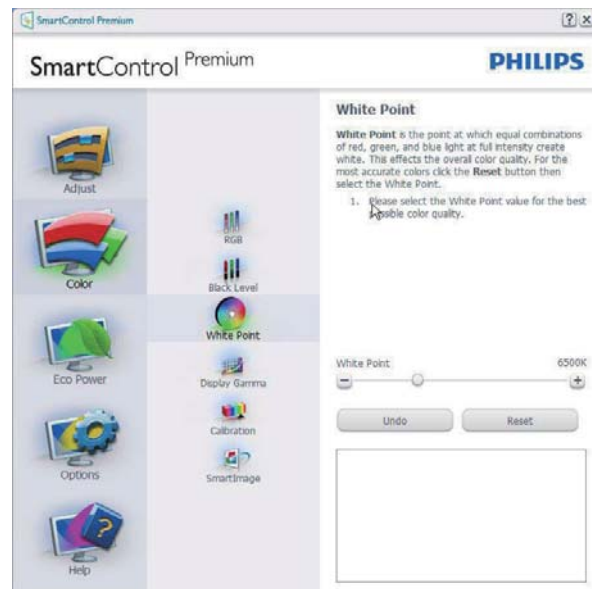 SmartControl Premium
SmartControl Premium
PHILIPS
Adjust
Color
Eco Power
Options
Help
RGB
Black Level
White Point
Display Gamma
Calibration
SmartImage
White Point
White Point is the point at which equal combinations
of red, green, and blue light at full intensity create
white. This effects the overall color quality. For the
most accurate colors click the Reset button then
select the White Point.
1. Please select the White Point value for the best
possible color quality.
White Point 6500K
Undo Reset